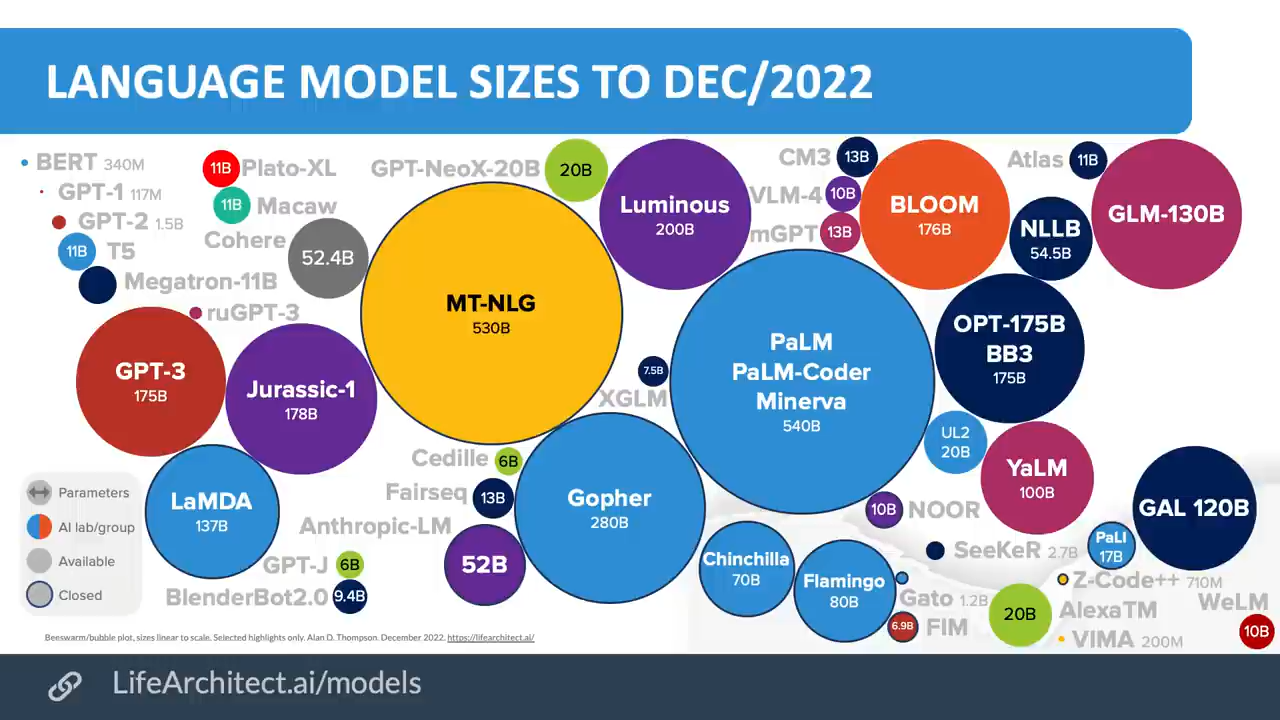 LANGUAGE MODEL SIZES TO DEC/2022
BERT 340M
GPT-1 117M
GPT-2 1.5B
11B T5
Megatron-11B
ruGPT-3
11B Plato-XL
11B Macaw
Cohere
52.4B
GPT-NeoX-20B 20B
MT-NLG
530B
Luminous
200B
CM3 13B
VLM-4 10B
mGPT 13B
BLOOM
176B
Atlas 11B
NLLB
54.5B
GLM-130B
GPT-3
175B
Jurassic-1
178B
7.5B
XGLM
PaLM
PaLM-Coder
Minerva
540B
OPT-175B
BB3
175B
UL2
20B
YaLM
100B
GAL 120B
Parameters
AI lab/group
Available
Closed
LaMDA
137B
Cedille 6B
Fairseq 13B
Anthropic-LM
52B
GPT-J 6B
BlenderBot2.0 9.4B
Gopher
280B
Chinchilla
70B
Flamingo
80B
10B NOOR
SeeKeR 2.7B
PaLI
17B
Gato 1.2B
6.9B FIM
Z-Code++ 710M
20B AlexaTM
VIMA 200M
WeLM
10B
Beeswarm/bubble plot, sizes linear to scale. Selected highlights only. Alan D. Thompson. December 2022. https://lifearchitect.ai/
LifeArchitect.ai/models